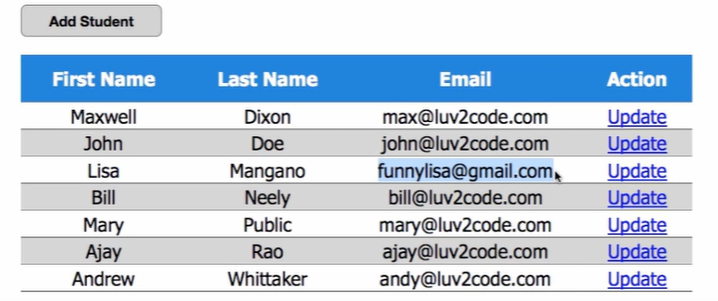 Add Student
First Name Last Name Email Action
Maxwell Dixon max@luv2code.com Update
John Doe john@luv2code.com Update
Lisa Mangano funnylisa@gmail.com Update
Bill Neely bill@luv2code.com Update
Mary Public mary@luv2code.com Update
Ajay Rao ajay@luv2code.com Update
Andrew Whittaker andy@luv2code.com Update